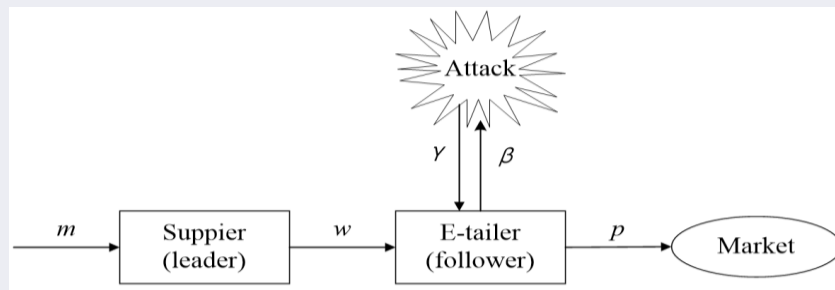 Attack
γ
β
m
Suppier
(leader)
w
E-tailer
(follower)
p
Market